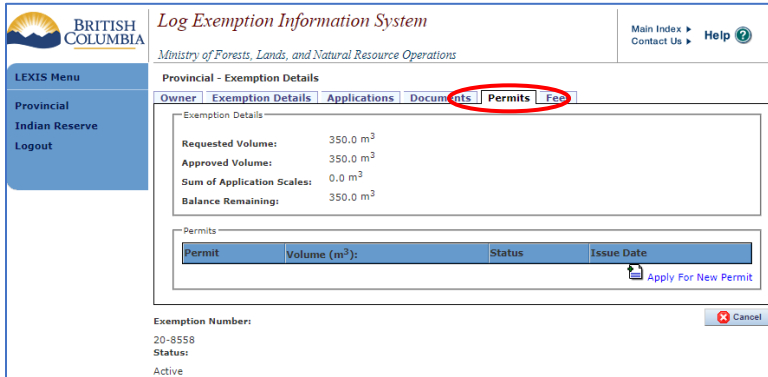 BRITISH
COLUMBIA
Log Exemption Information System
Ministry of Forests, Lands, and Natural Resource Operations
Main Index
Contact Us
Help ?
LEXIS Menu
Provincial
Indian Reserve
Logout
Provincial - Exemption Details
Owner Exemption Details Applications Documents Permits Fees
Exemption Details
Requested Volume: 350.0 m³
Approved Volume: 350.0 m³
Sum of Application Scales: 0.0 m³
Balance Remaining: 350.0 m³
Permits
Permit Volume (m³): Status Issue Date
Apply For New Permit
Cancel
Exemption Number:
20-8558
Status:
Active